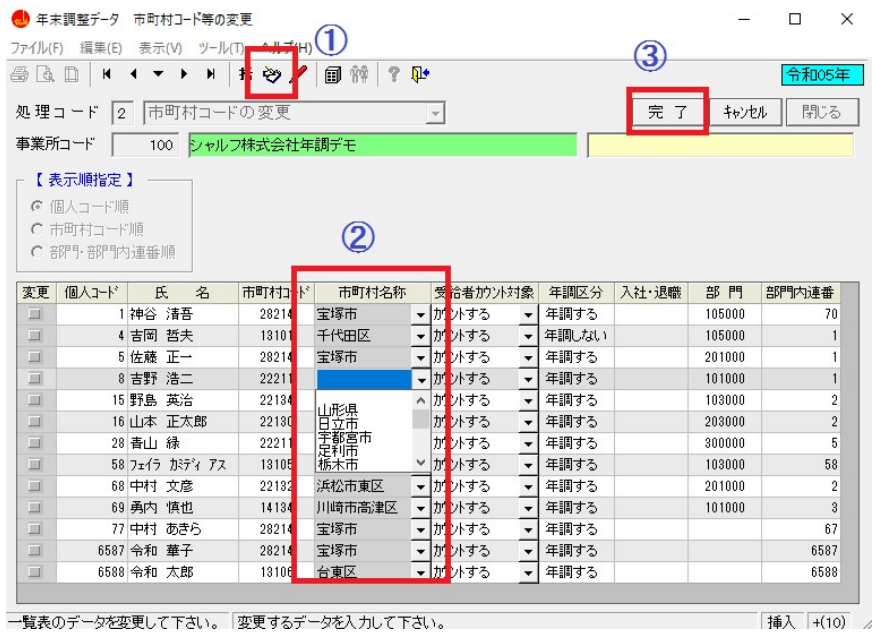 年末調整データ 市町村コード等の変更
ファイル(F) 編集(E) 表示(V) ツール(T) ヘルプ(H)
① ③
? 令和05年
処理コード 2 市町村コードの変更 完 了 キャンセル 閉じる
事業所コード 100 シャルフ株式会社年調デモ
【 表示順指定 】
個人コード順
市町村コード順
部門・部門内連番順
②
変更 個人コード 氏 名 市町村コード 市町村名称 受給者カウント対象 年調区分 入社・退職 部 門 部門内連番
1 神谷 清吾 28214 宝塚市 カウントする 年調する 105000 70
4 吉岡 哲夫 13101 千代田区 カウントする 年調しない 105000 1
5 佐藤 正一 28214 宝塚市 カウントする 年調する 201000 1
8 吉野 浩二 22211 カウントする 年調する 101000 1
15 野島 英治 22134 カウントする 年調する 103000 2
16 山本 正太郎 22130 カウントする 年調する 203000 2
28 青山 緑 22211 カウントする 年調する 300000 5
58 フェイラ カミディ アス 13105 カウントする 年調する 103000 58
山形県
日立市
宇都宮市
足利市
栃木市
68 中村 文彦 22132 浜松市東区 カウントする 年調する 201000 2
69 勇内 慎也 14134 川崎市高津区 カウントする 年調する 101000 3
77 中村 あきら 28214 宝塚市 カウントする 年調する 67
6587 令和 華子 28214 宝塚市 カウントする 年調する 6587
6588 令和 太郎 13106 台東区 カウントする 年調する 6588
一覧表のデータを変更して下さい。 変更するデータを入力して下さい。 挿入 +(10)